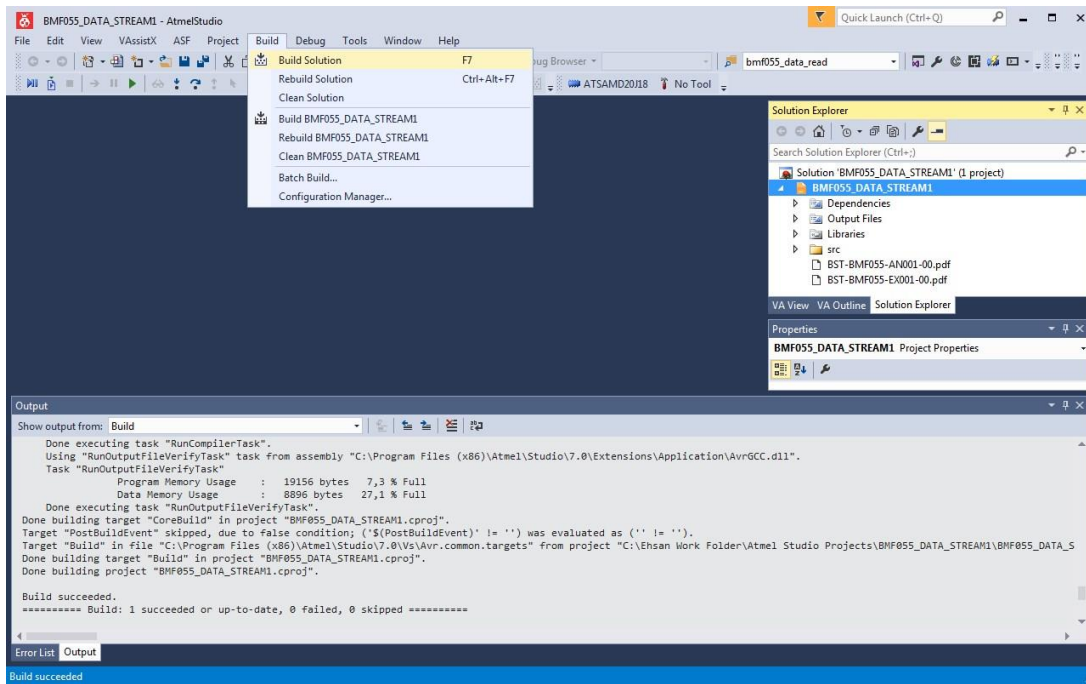 BMF055_DATA_STREAM1 - AtmelStudio
Quick Launch (Ctrl+Q)
File Edit View VAssistX ASF Project Build Debug Tools Window Help
Build Solution F7
Rebuild Solution Ctrl+Alt+F7
Clean Solution
Build BMF055_DATA_STREAM1
Rebuild BMF055_DATA_STREAM1
Clean BMF055_DATA_STREAM1
Batch Build...
Configuration Manager...
Browser
bmf055_data_read
ATSAMD20J18 No Tool
Solution Explorer
Search Solution Explorer (Ctrl+;)
Solution 'BMF055_DATA_STREAM1' (1 project)
BMF055_DATA_STREAM1
Dependencies
Output Files
Libraries
src
BST-BMF055-AN001-00.pdf
BST-BMF055-EX001-00.pdf
VA View VA Outline Solution Explorer
Properties
BMF055_DATA_STREAM1 Project Properties
Output
Show output from: Build
Done executing task "RunCompilerTask".
Using "RunOutputFileVerifyTask" task from assembly "C:\Program Files (x86)\Atmel\Studio\7.0\Extensions\Application\AvrGCC.dll".
Task "RunOutputFileVerifyTask"
Program Memory Usage : 19156 bytes 7,3 % Full
Data Memory Usage : 8896 bytes 27,1 % Full
Done executing task "RunOutputFileVerifyTask".
Done building target "CoreBuild" in project "BMF055_DATA_STREAM1.cproj".
Target "PostBuildEvent" skipped, due to false condition; ('$(PostBuildEvent)' != '') was evaluated as ('' != '').
Target "Build" in file "C:\Program Files (x86)\Atmel\Studio\7.0\Vs\Avr.common.targets" from project "C:\Ehsan Work Folder\Atmel Studio Projects\BMF055_DATA_STREAM1\BMF055_DATA_S
Done building target "Build" in project "BMF055_DATA_STREAM1.cproj".
Done building project "BMF055_DATA_STREAM1.cproj".
Build succeeded.
========== Build: 1 succeeded or up-to-date, 0 failed, 0 skipped ==========
Error List Output
Build succeeded